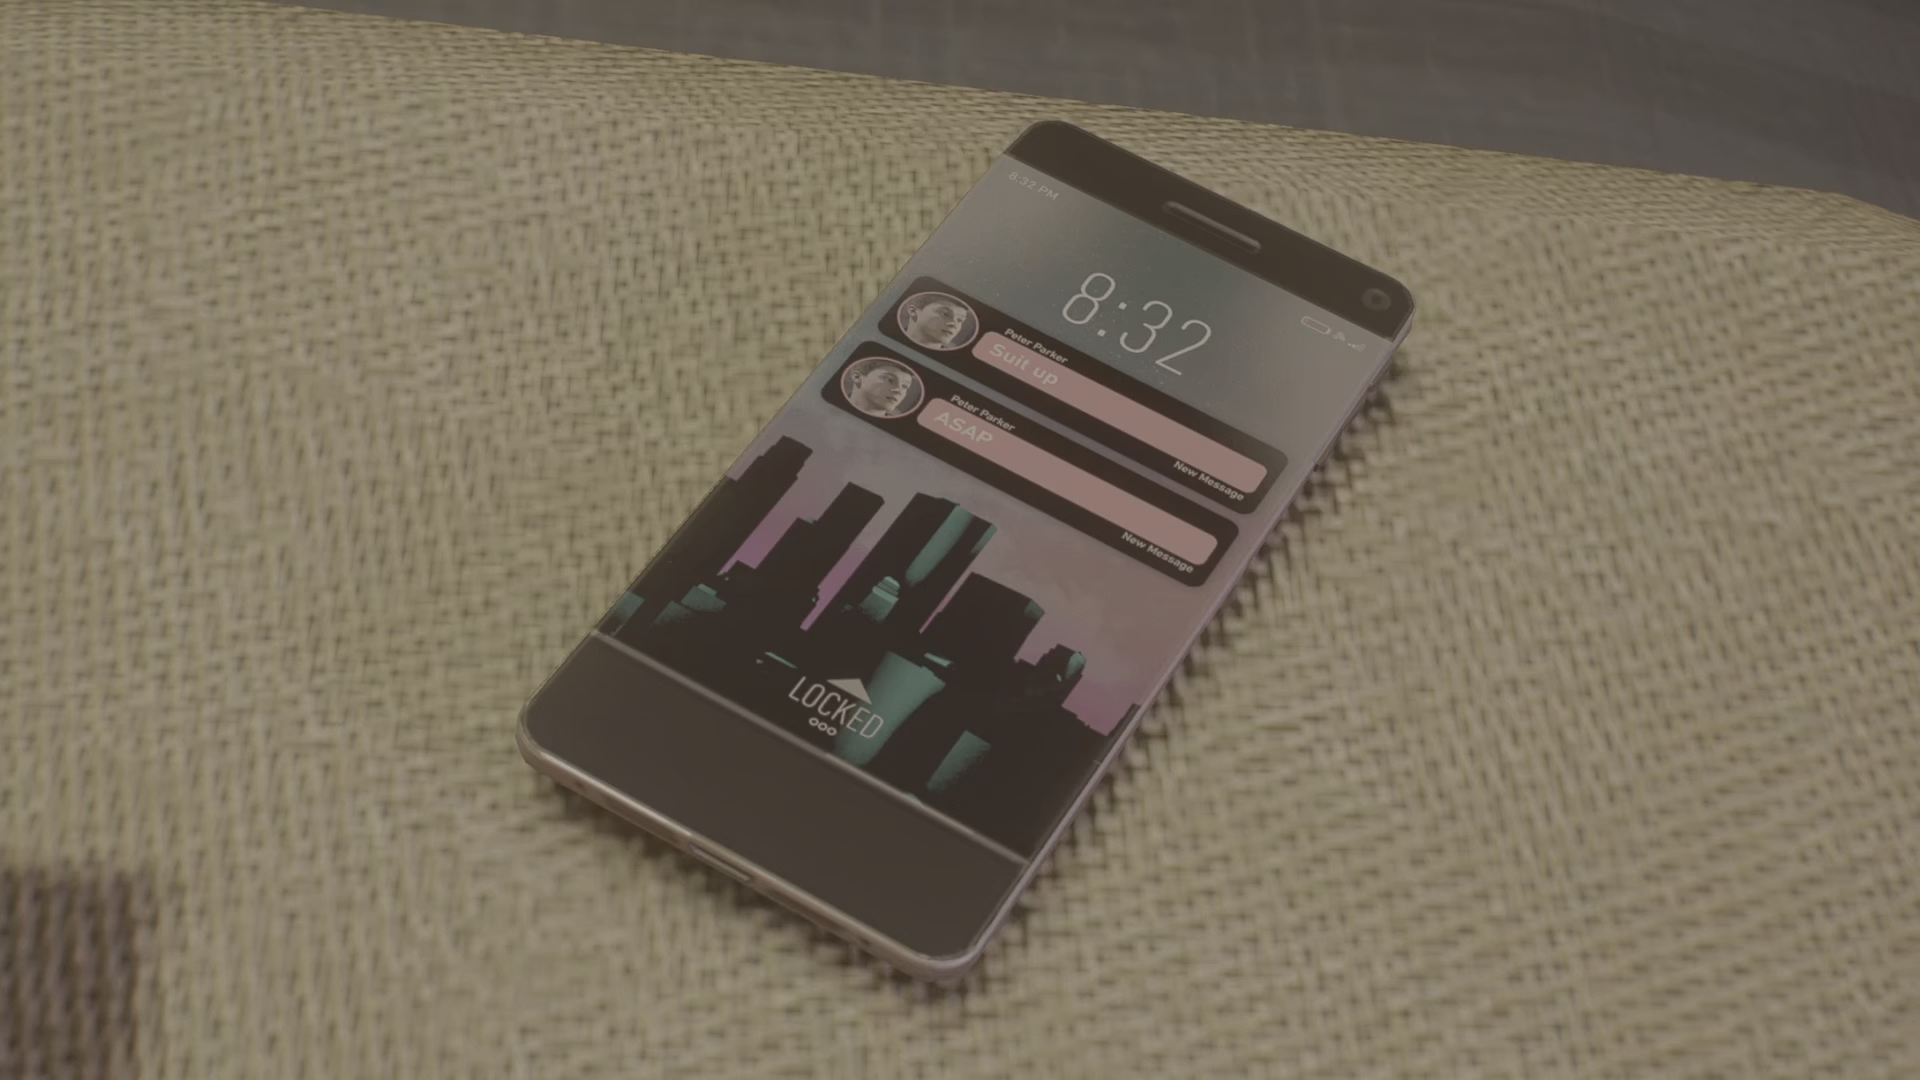 8:32 PM
8:32
Peter Parker
Suit up
New Message
Peter Parker
ASAP
New Message
LOCKED